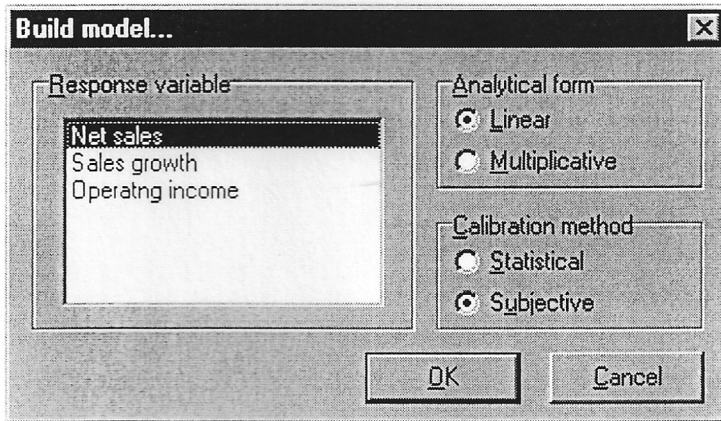 Build model...
Response variable
Net sales
Sales growth
Operatng income
Analytical form
Linear
Multiplicative
Calibration method
Statistical
Subjective
OK
Cancel